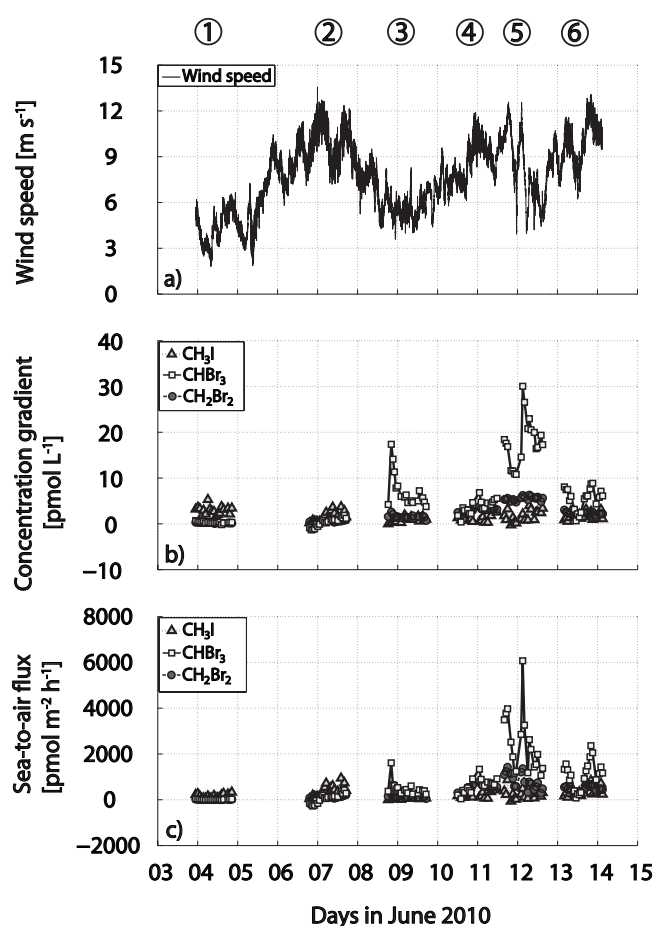 ① ② ③ ④ ⑤ ⑥
Wind speed [m s⁻¹]
15
12
9
6
3
0
Wind speed
a)
Concentration gradient
[pmol L⁻¹]
40
30
20
10
0
−10
CH₃I
CHBr₃
CH₂Br₂
b)
Sea-to-air flux
[pmol m⁻² h⁻¹]
8000
6000
4000
2000
0
−2000
CH₃I
CHBr₃
CH₂Br₂
c)
03 04 05 06 07 08 09 10 11 12 13 14 15
Days in June 2010